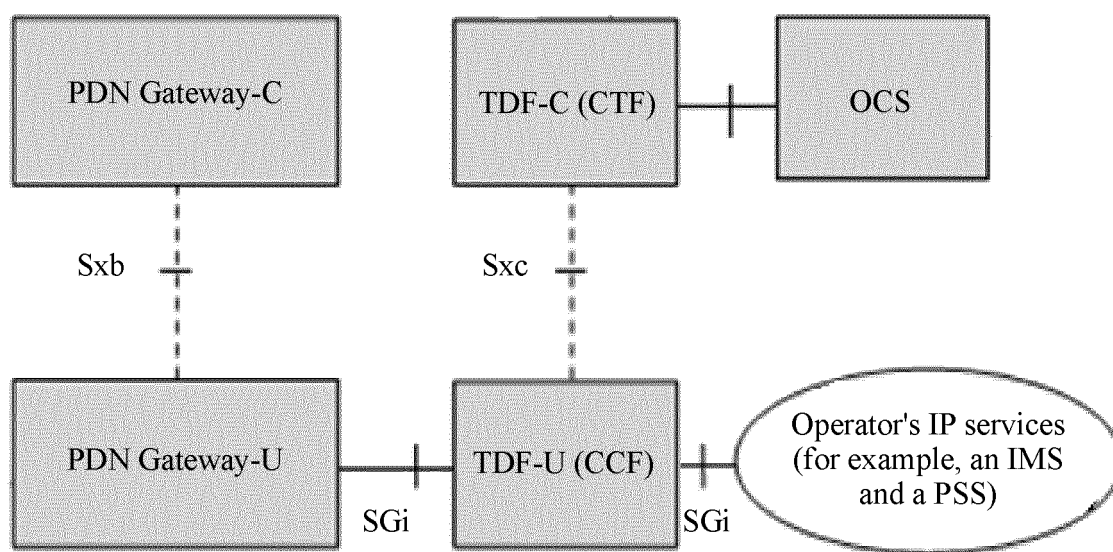 PDN Gateway-C
TDF-C (CTF)
OCS
Sxb
Sxc
PDN Gateway-U
TDF-U (CCF)
Operator's IP services
(for example, an IMS
and a PSS)
SGi
SGi